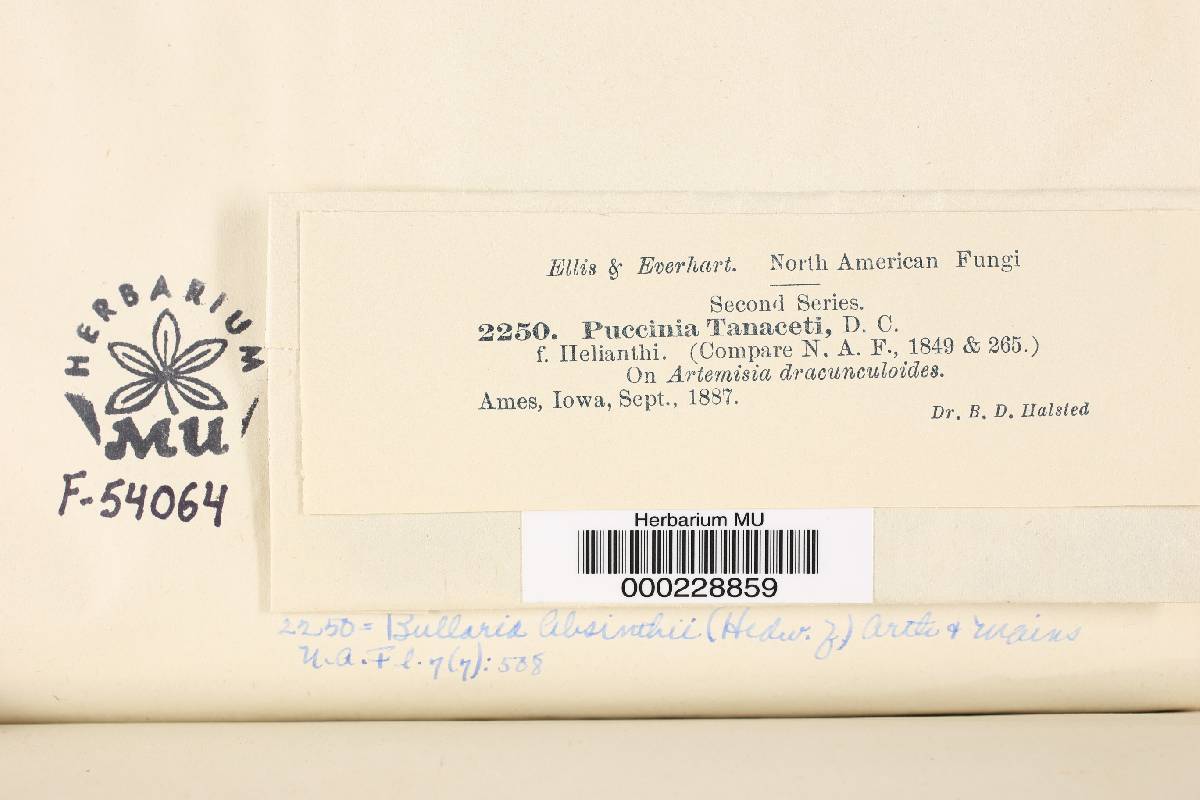 HERBARIUM
MU
F-54064
Ellis & Everhart. North American Fungi
Second Series.
2250. Puccinia Tanaceti, D. C.
f. Helianthi. (Compare N. A. F., 1849 & 265.)
On Artemisia dracunculoides.
Ames, Iowa, Sept., 1887.
Dr. B. D. Halsted
Herbarium MU
000228859
2250 = Bullaria Absinthii (Hedw. f.) Arth & Mains
N. A. Fl. 7(7): 508